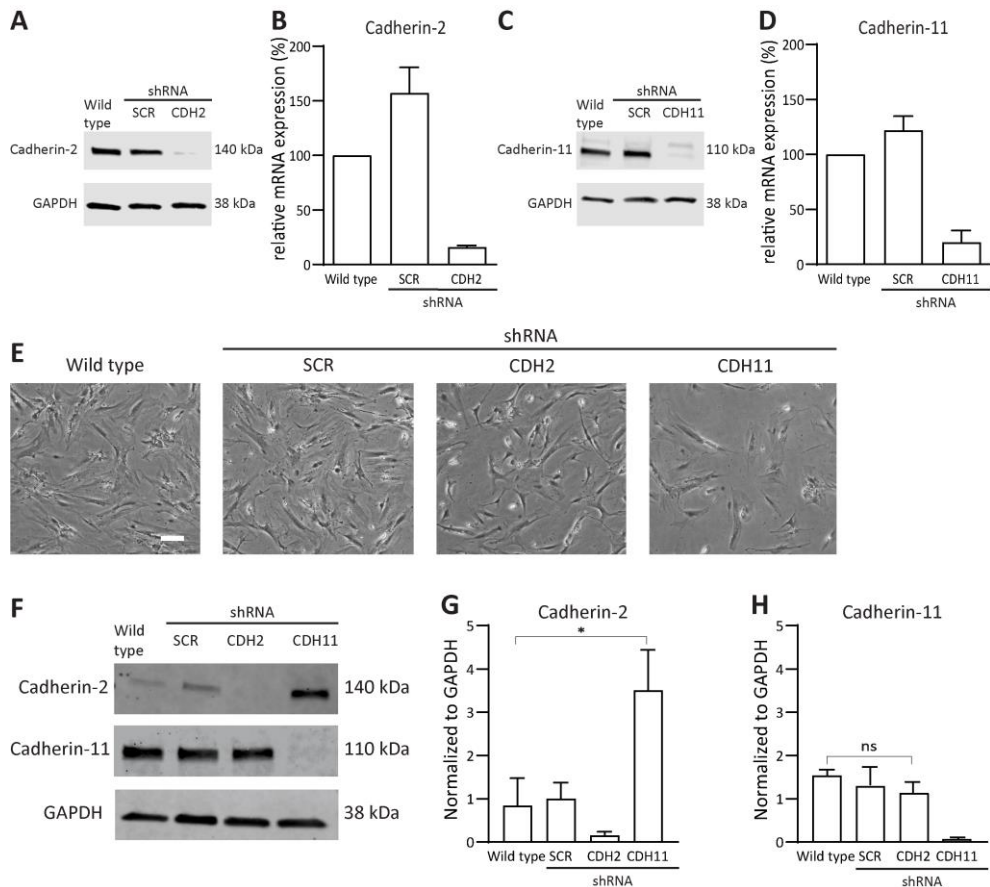 A
shRNA
Wild
type
SCR CDH2
Cadherin-2 140 kDa
GAPDH 38 kDa
B
Cadherin-2
relative mRNA expression (%)
200
150
100
50
0
Wild type SCR CDH2
shRNA
C
shRNA
Wild
type
SCR CDH11
Cadherin-11 110 kDa
GAPDH 38 kDa
D
Cadherin-11
relative mRNA expression (%)
200
150
100
50
0
Wild type SCR CDH11
shRNA
E
shRNA
Wild type SCR CDH2 CDH11
F
shRNA
Wild
type
SCR CDH2 CDH11
Cadherin-2 140 kDa
Cadherin-11 110 kDa
GAPDH 38 kDa
G
Cadherin-2
Normalized to GAPDH
5
4
3
2
1
0
*
Wild type SCR CDH2 CDH11
shRNA
H
Cadherin-11
Normalized to GAPDH
5
4
3
2
1
0
ns
Wild type SCR CDH2 CDH11
shRNA